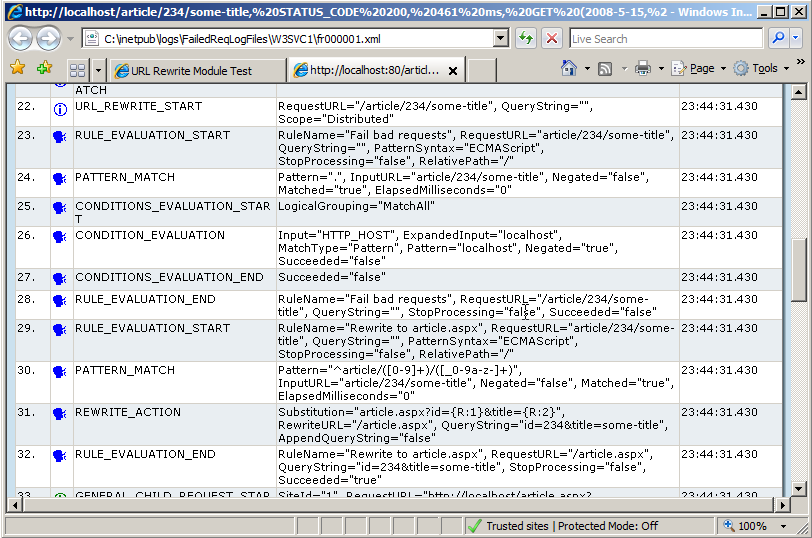 http://localhost/article/234/some-title,%20STATUS_CODE%20200,%20461%20ms,%20GET%20(2008-5-15,%2 - Windows In...
C:\inetpub\logs\FailedReqLogFiles\W3SVC1\fr000001.xml
Live Search
URL Rewrite Module Test
http://localhost:80/articl...
Page
Tools
ATCH
22. URL_REWRITE_START RequestURL="/article/234/some-title", QueryString="", 23:44:31.430
Scope="Distributed"
23. RULE_EVALUATION_START RuleName="Fail bad requests", RequestURL="article/234/some-title", 23:44:31.430
QueryString="", PatternSyntax="ECMAScript",
StopProcessing="false", RelativePath="/"
24. PATTERN_MATCH Pattern=".", InputURL="article/234/some-title", Negated="false", 23:44:31.430
Matched="true", ElapsedMilliseconds="0"
25. CONDITIONS_EVALUATION_STAR LogicalGrouping="MatchAll" 23:44:31.430
T
26. CONDITION_EVALUATION Input="HTTP_HOST", ExpandedInput="localhost", 23:44:31.430
MatchType="Pattern", Pattern="localhost", Negated="true",
Succeeded="false"
27. CONDITIONS_EVALUATION_END Succeeded="false" 23:44:31.430
28. RULE_EVALUATION_END RuleName="Fail bad requests", RequestURL="/article/234/some- 23:44:31.430
title", QueryString="", StopProcessing="false", Succeeded="false"
29. RULE_EVALUATION_START RuleName="Rewrite to article.aspx", RequestURL="article/234/some- 23:44:31.430
title", QueryString="", PatternSyntax="ECMAScript",
StopProcessing="false", RelativePath="/"
30. PATTERN_MATCH Pattern="^article/([0-9]+)/([_0-9a-z-]+)", 23:44:31.430
InputURL="article/234/some-title", Negated="false", Matched="true",
ElapsedMilliseconds="0"
31. REWRITE_ACTION Substitution="article.aspx?id={R:1}&title={R:2}", 23:44:31.430
RewriteURL="/article.aspx", QueryString="id=234&title=some-title",
AppendQueryString="false"
32. RULE_EVALUATION_END RuleName="Rewrite to article.aspx", RequestURL="/article.aspx", 23:44:31.430
QueryString="id=234&title=some-title", StopProcessing="false",
Succeeded="true"
33. GENERAL_CHILD_REQUEST_STAR SiteId="1", RequestURL="http://localhost/article.aspx? 23:44:31.430
Trusted sites | Protected Mode: Off
100%